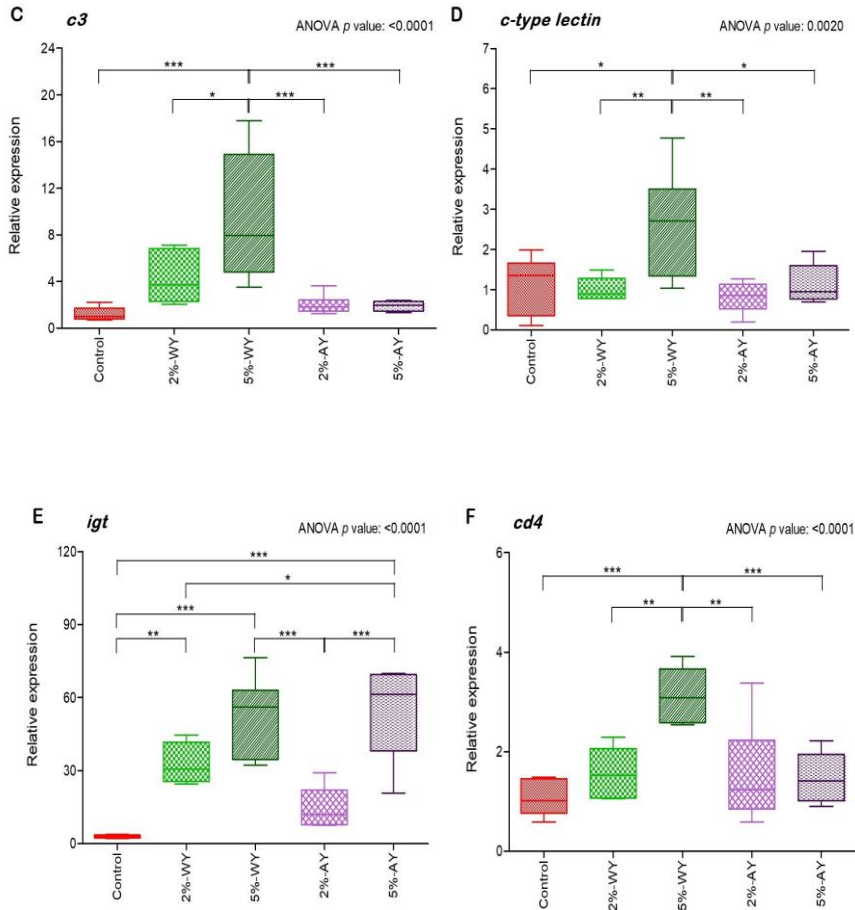 C c3 ANOVA p value: <0.0001
Relative expression
24
20
16
12
8
4
0
*** ***
* ***
Control 2%-WY 5%-WY 2%-AY 5%-AY
D c-type lectin ANOVA p value: 0.0020
Relative expression
7
6
5
4
3
2
1
0
* *
** **
Control 2%-WY 5%-WY 2%-AY 5%-AY
E igt ANOVA p value: <0.0001
Relative expression
120
90
60
30
0
***
*
***
** *** ***
Control 2%-WY 5%-WY 2%-AY 5%-AY
F cd4 ANOVA p value: <0.0001
Relative expression
6
4
2
0
*** ***
** **
Control 2%-WY 5%-WY 2%-AY 5%-AY